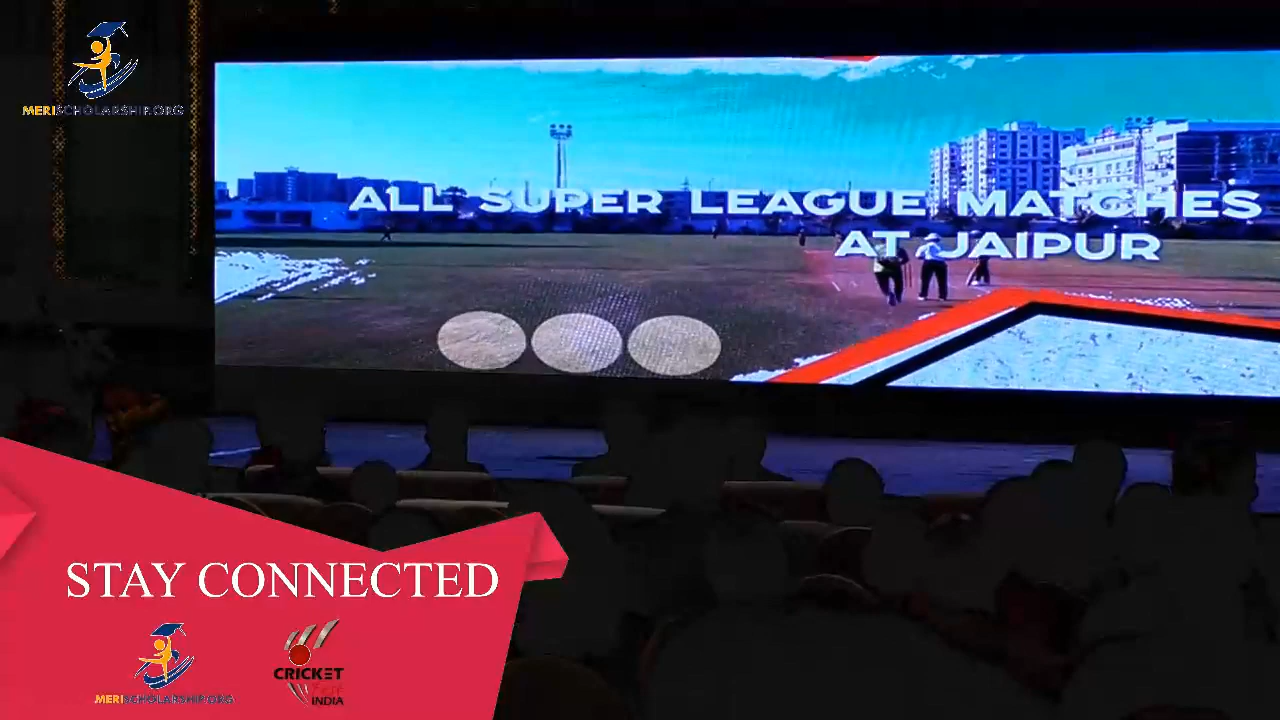 MERISCHOLARSHIP.ORG
ALL SUPER LEAGUE MATCHES
AT JAIPUR
STAY CONNECTED
MERISCHOLARSHIP.ORG
CRICKET
INDIA